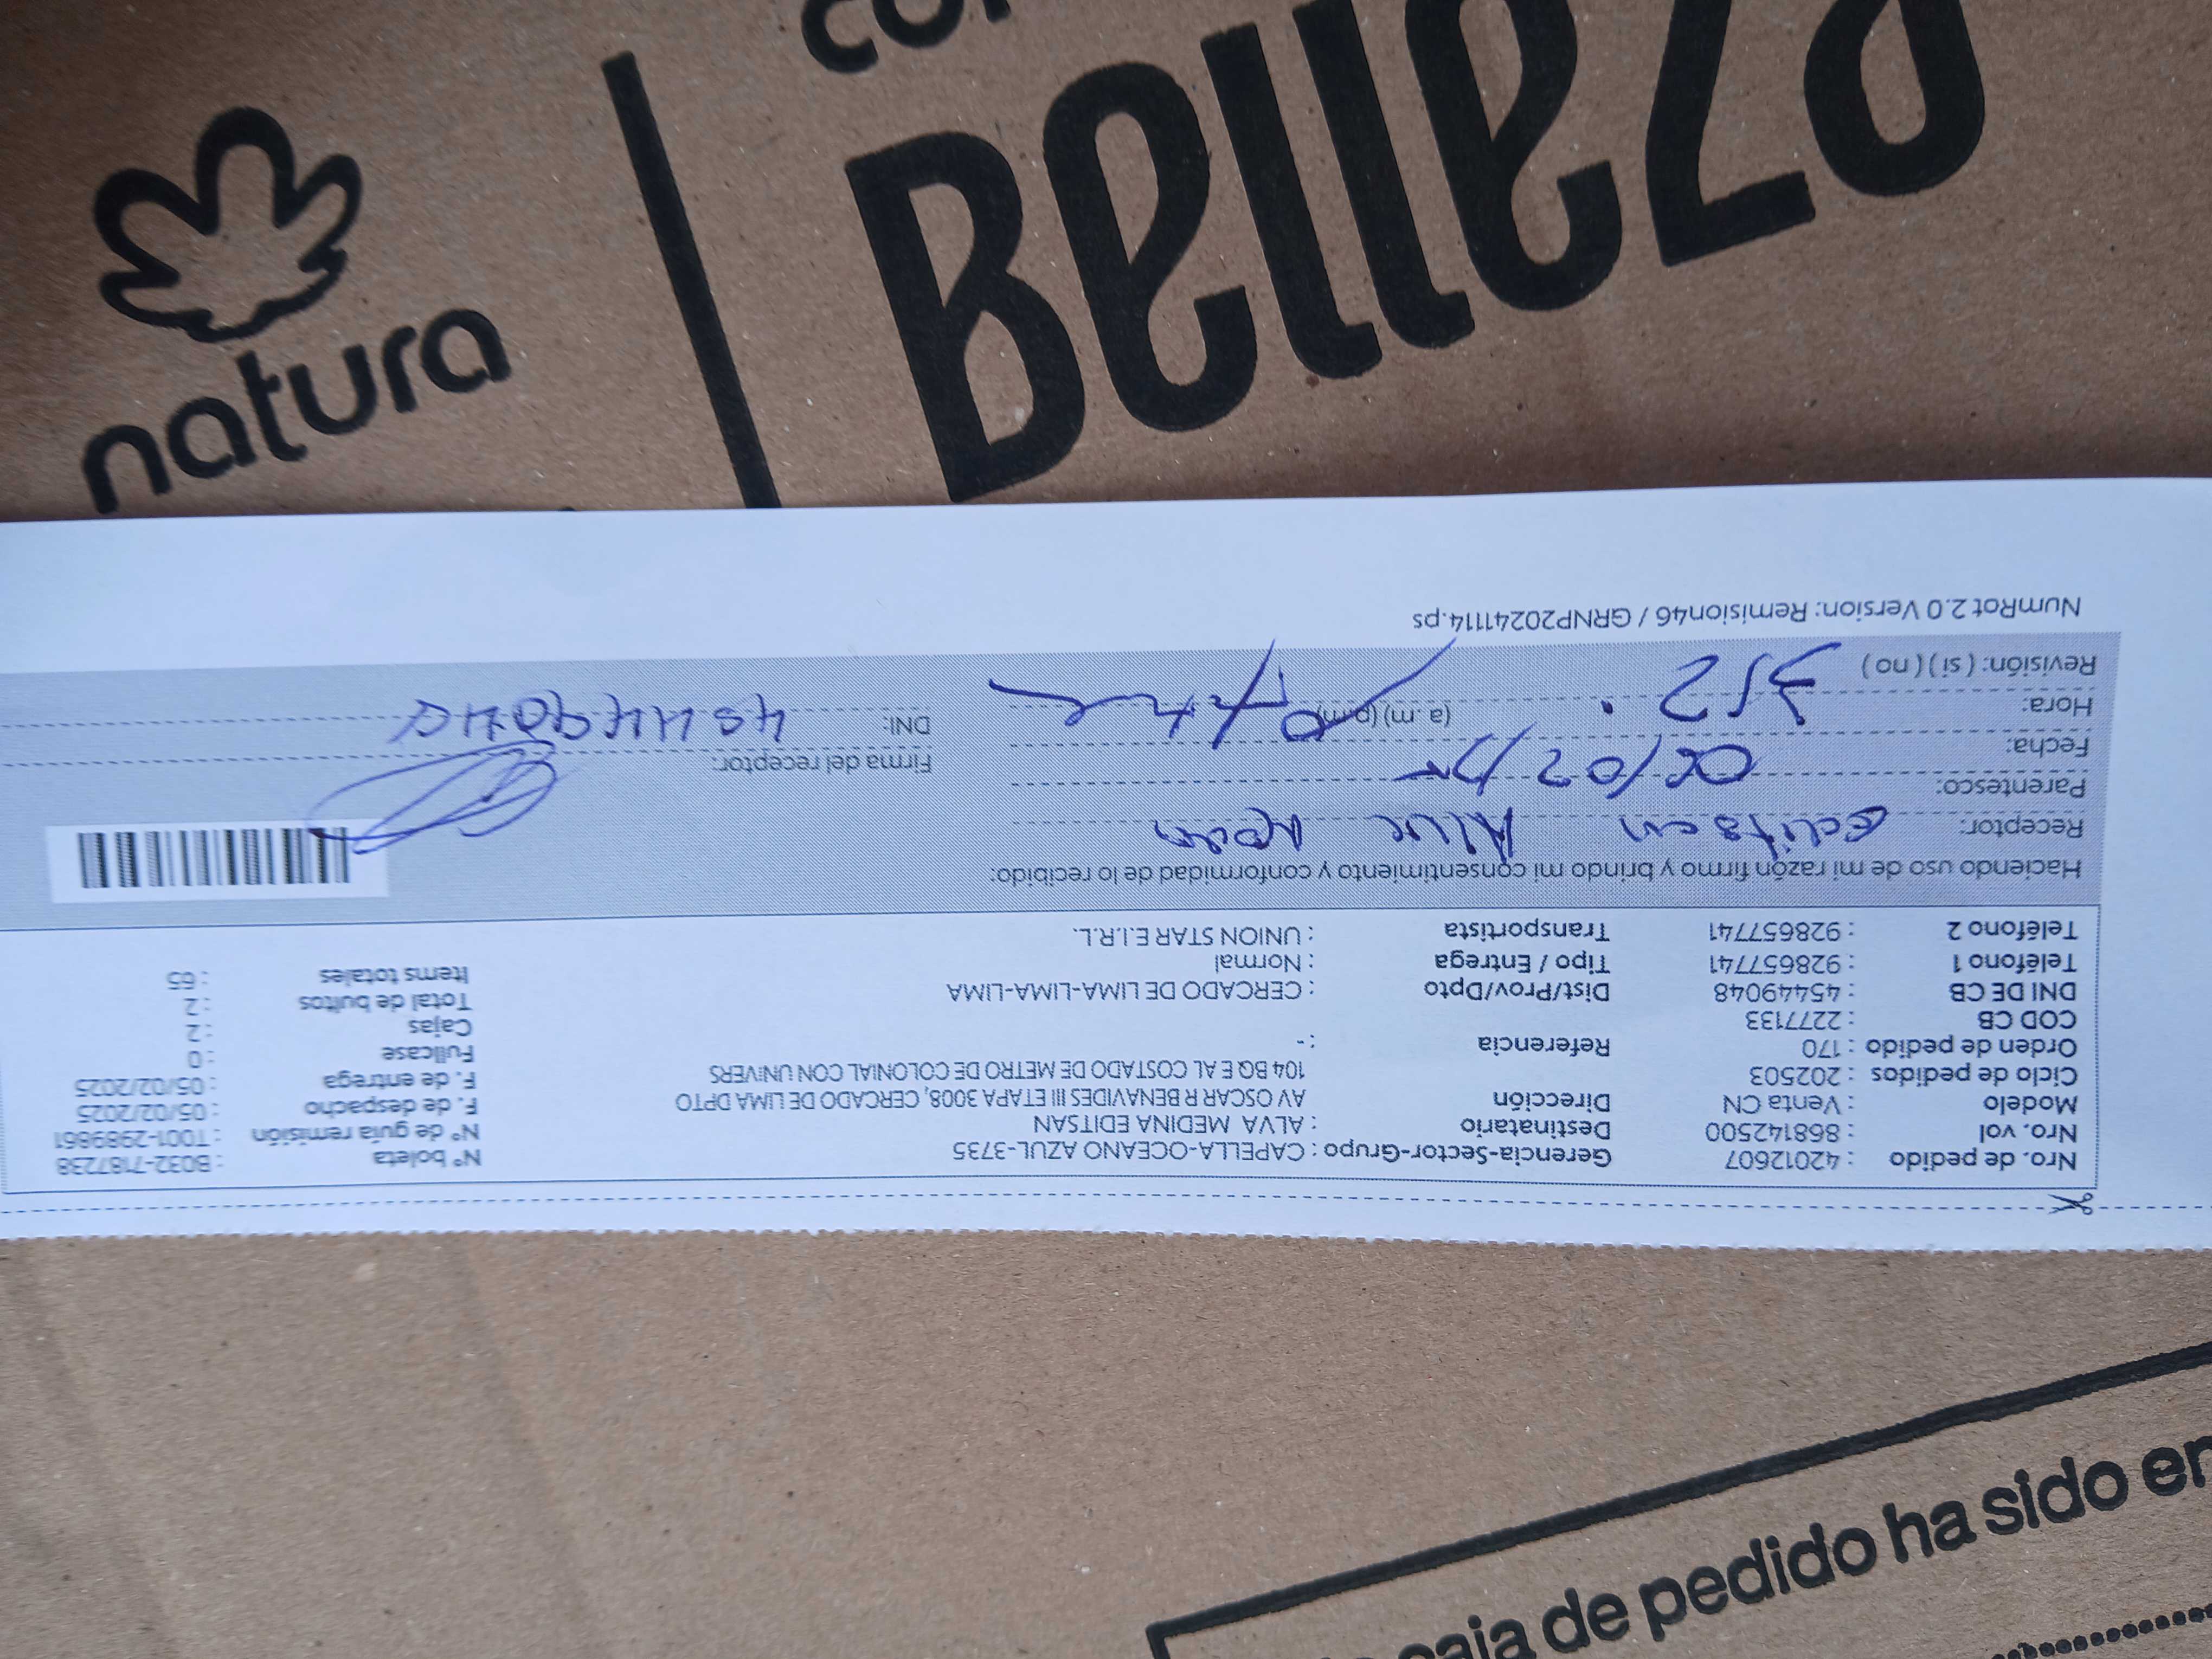 Belleza
natura
Nro. de pedido : 42012607 Gerencia-Sector-Grupo : CAPELLA-OCEANO AZUL-3735 Nº boleta : B032-7187238
Nro. vol : 868142500 Destinatario : ALVA MEDINA EDITSAN Nº de guía remisión : T001-2989861
Modelo : Venta CN Dirección AV OSCAR R BENAVIDES III ETAPA 3008, CERCADO DE LIMA DPTO F. de despacho : 05/02/2025
Ciclo de pedidos : 202503 104 BQ E AL COSTADO DE METRO DE COLONIAL CON UNIVERS F. de entrega : 05/02/2025
Orden de pedido : 170 Referencia : - Fullcase : 0
COD CB : 2277133 Cajas : 2
DNI DE CB : 45449048 Dist/Prov/Dpto : CERCADO DE LIMA-LIMA-LIMA Total de bultos : 2
Teléfono 1 : 928657741 Tipo / Entrega : Normal Items totales : 65
Teléfono 2 : 928657741 Transportista : UNION STAR E.I.R.L.
Haciendo uso de mi razón firmo y brindo mi consentimiento y conformidad de lo recibido:
Receptor:
Parentesco: Firma del receptor:
Fecha:
Hora: 352 (a .m) (p.m) DNI:
Revisión: ( si ) ( no )
NumRot 2.0 Version: Remision46 / GRNP20241114.ps
caja de pedido ha sido